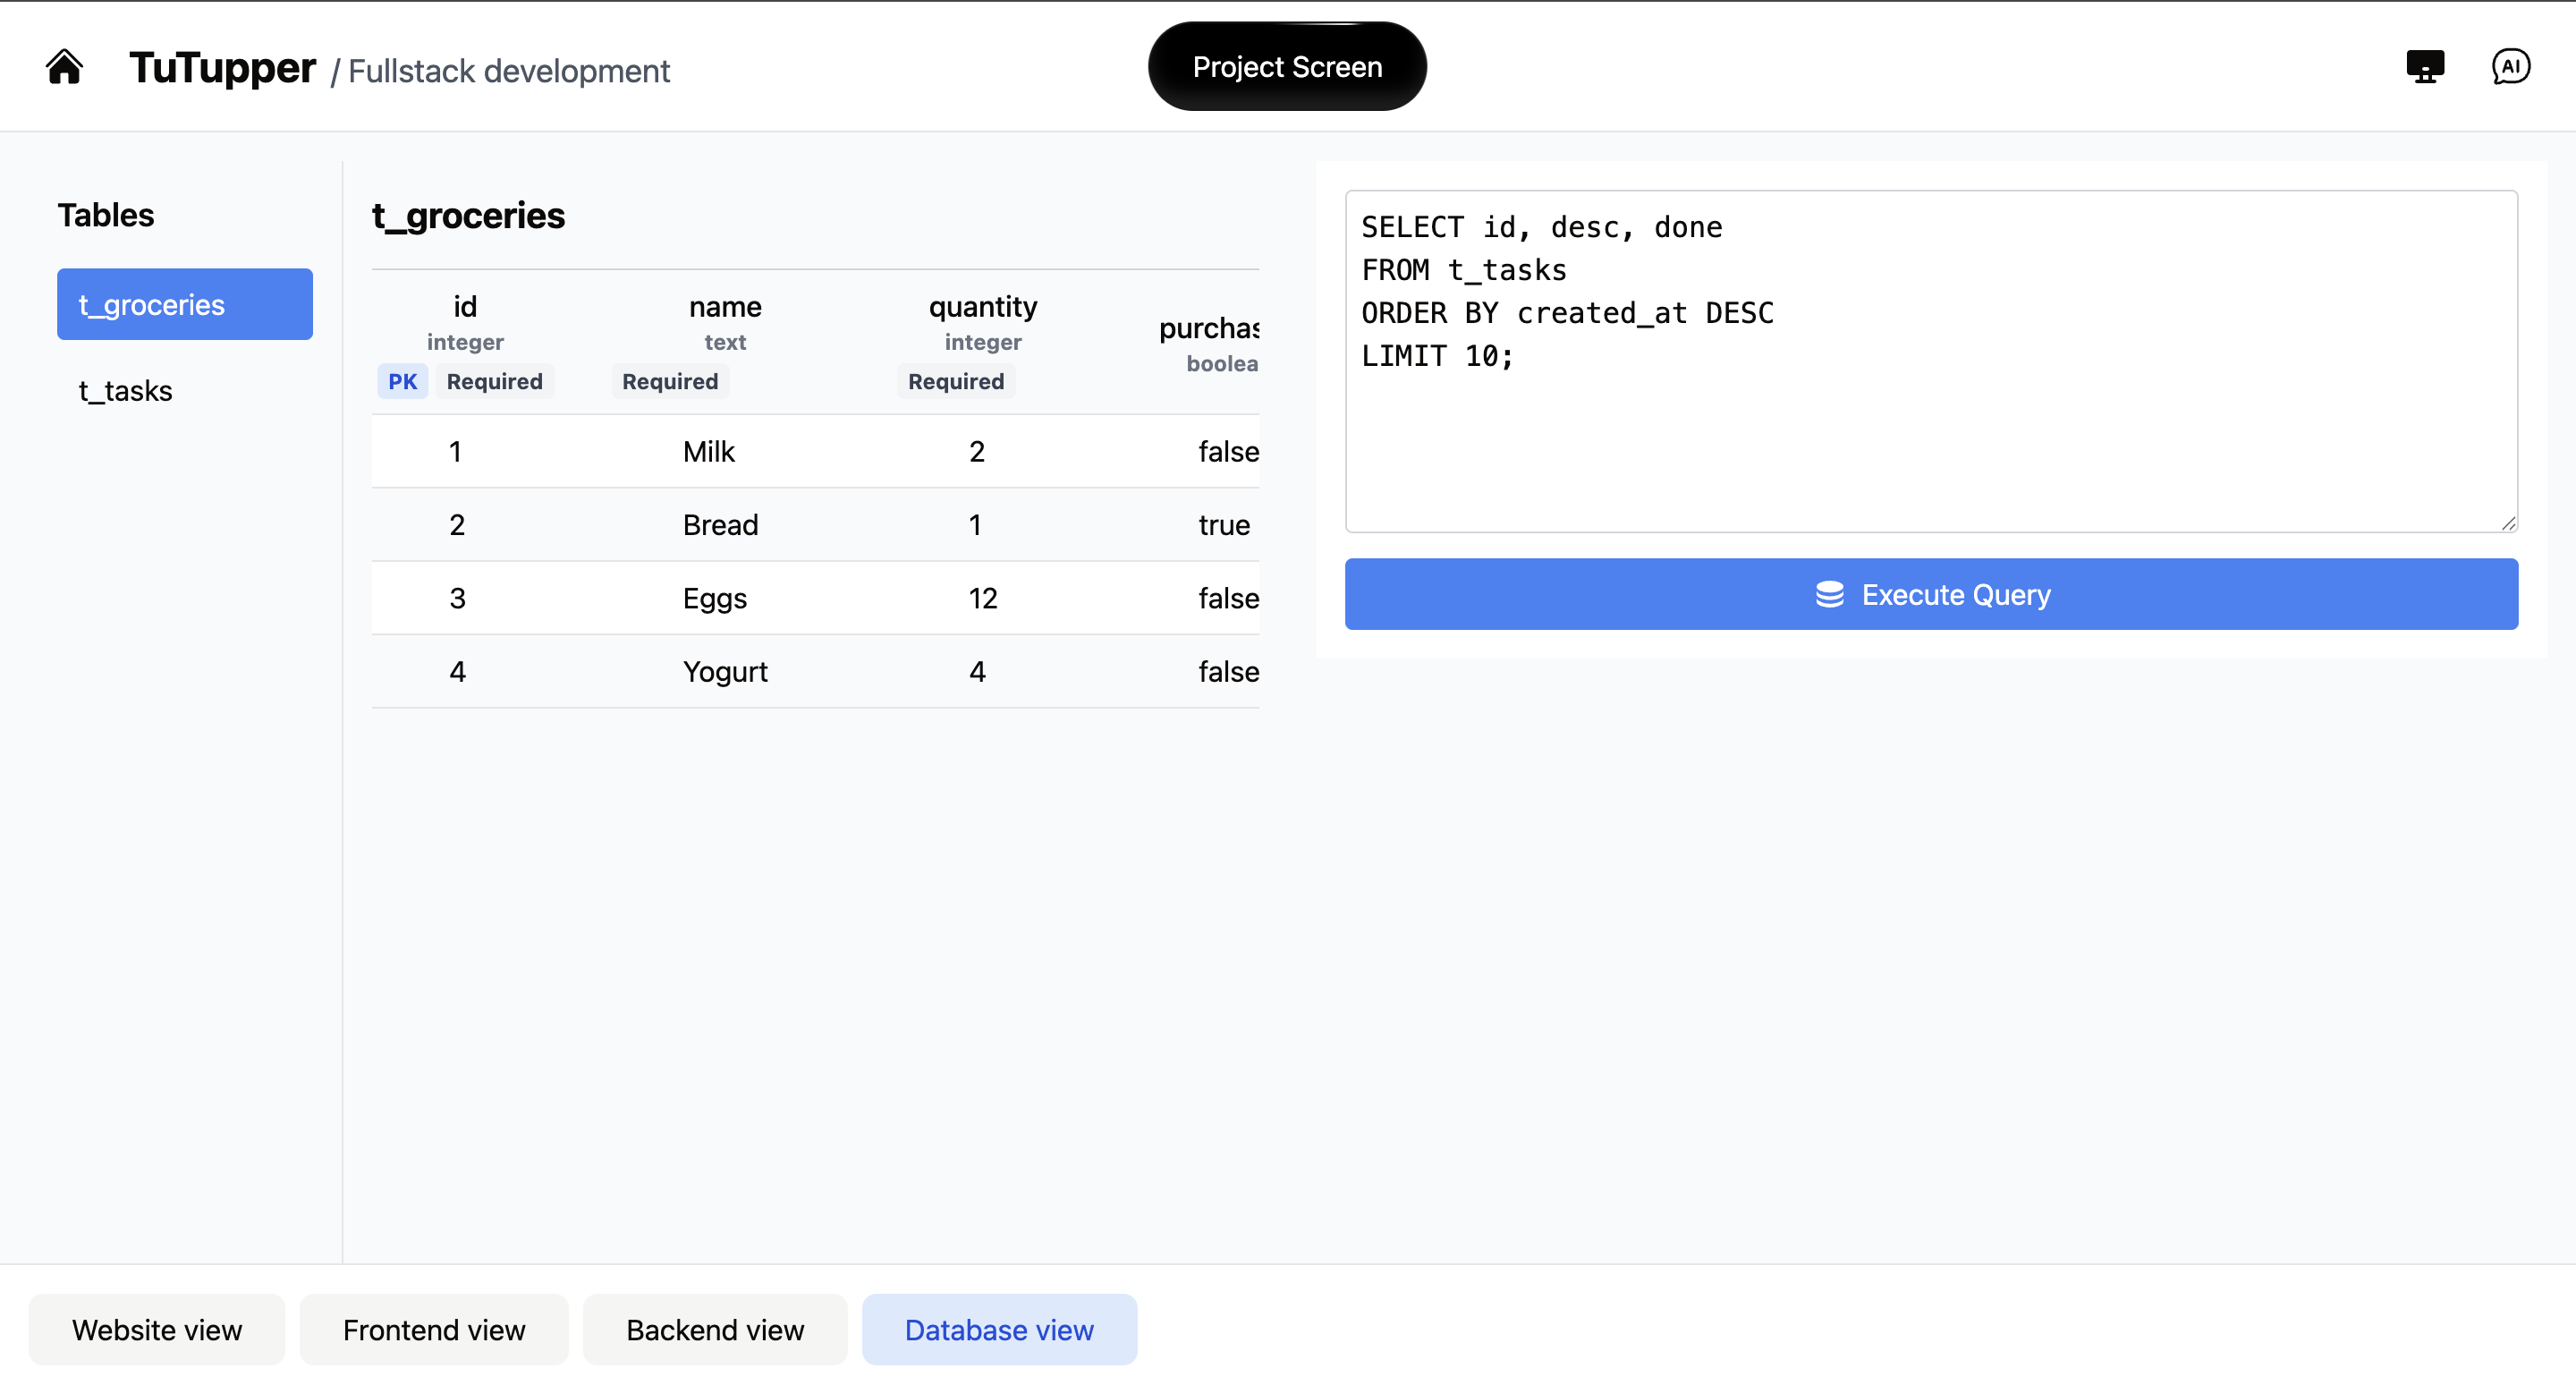 TuTupper / Fullstack development
Project Screen
AI
Tables
t_groceries
t_tasks
t_groceries
id name quantity purchas
integer text integer boolea
PK Required Required Required
1 Milk 2 false
2 Bread 1 true
3 Eggs 12 false
4 Yogurt 4 false
SELECT id, desc, done
FROM t_tasks
ORDER BY created_at DESC
LIMIT 10;
Execute Query
Website view Frontend view Backend view Database view